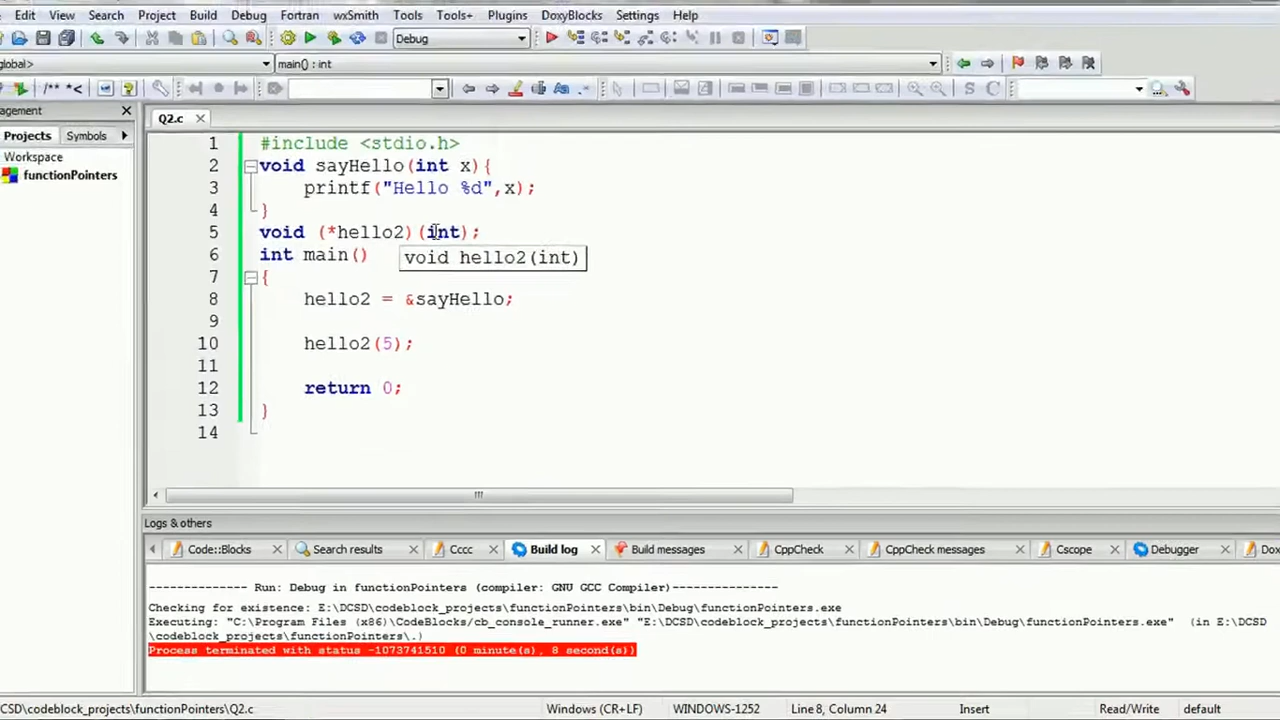 Edit View Search Project Build Debug Fortran wxSmith Tools Tools+ Plugins DoxyBlocks Settings Help
Debug
global> main() : int
/** *< Aa .* S C
agement
Q2.c
Projects Symbols
Workspace
functionPointers
1 #include <stdio.h>
2 void sayHello(int x){
3 printf("Hello %d",x);
4 }
5 void (*hello2)(int);
6 int main()
void hello2(int)
7 {
8 hello2 = &sayHello;
9
10 hello2(5);
11
12 return 0;
13 }
14
Logs & others
Code::Blocks Search results Cccc Build log Build messages CppCheck CppCheck messages Cscope Debugger Dox
-------------- Run: Debug in functionPointers (compiler: GNU GCC Compiler)---------------
Checking for existence: E:\DCSD\codeblock_projects\functionPointers\bin\Debug\functionPointers.exe
Executing: "C:\Program Files (x86)\CodeBlocks/cb_console_runner.exe" "E:\DCSD\codeblock_projects\functionPointers\bin\Debug\functionPointers.exe" (in E:\DCSD
\codeblock_projects\functionPointers\.)
Process terminated with status -1073741510 (0 minute(s), 8 second(s))
CSD\codeblock_projects\functionPointers\Q2.c Windows (CR+LF) WINDOWS-1252 Line 8, Column 24 Insert Read/Write default